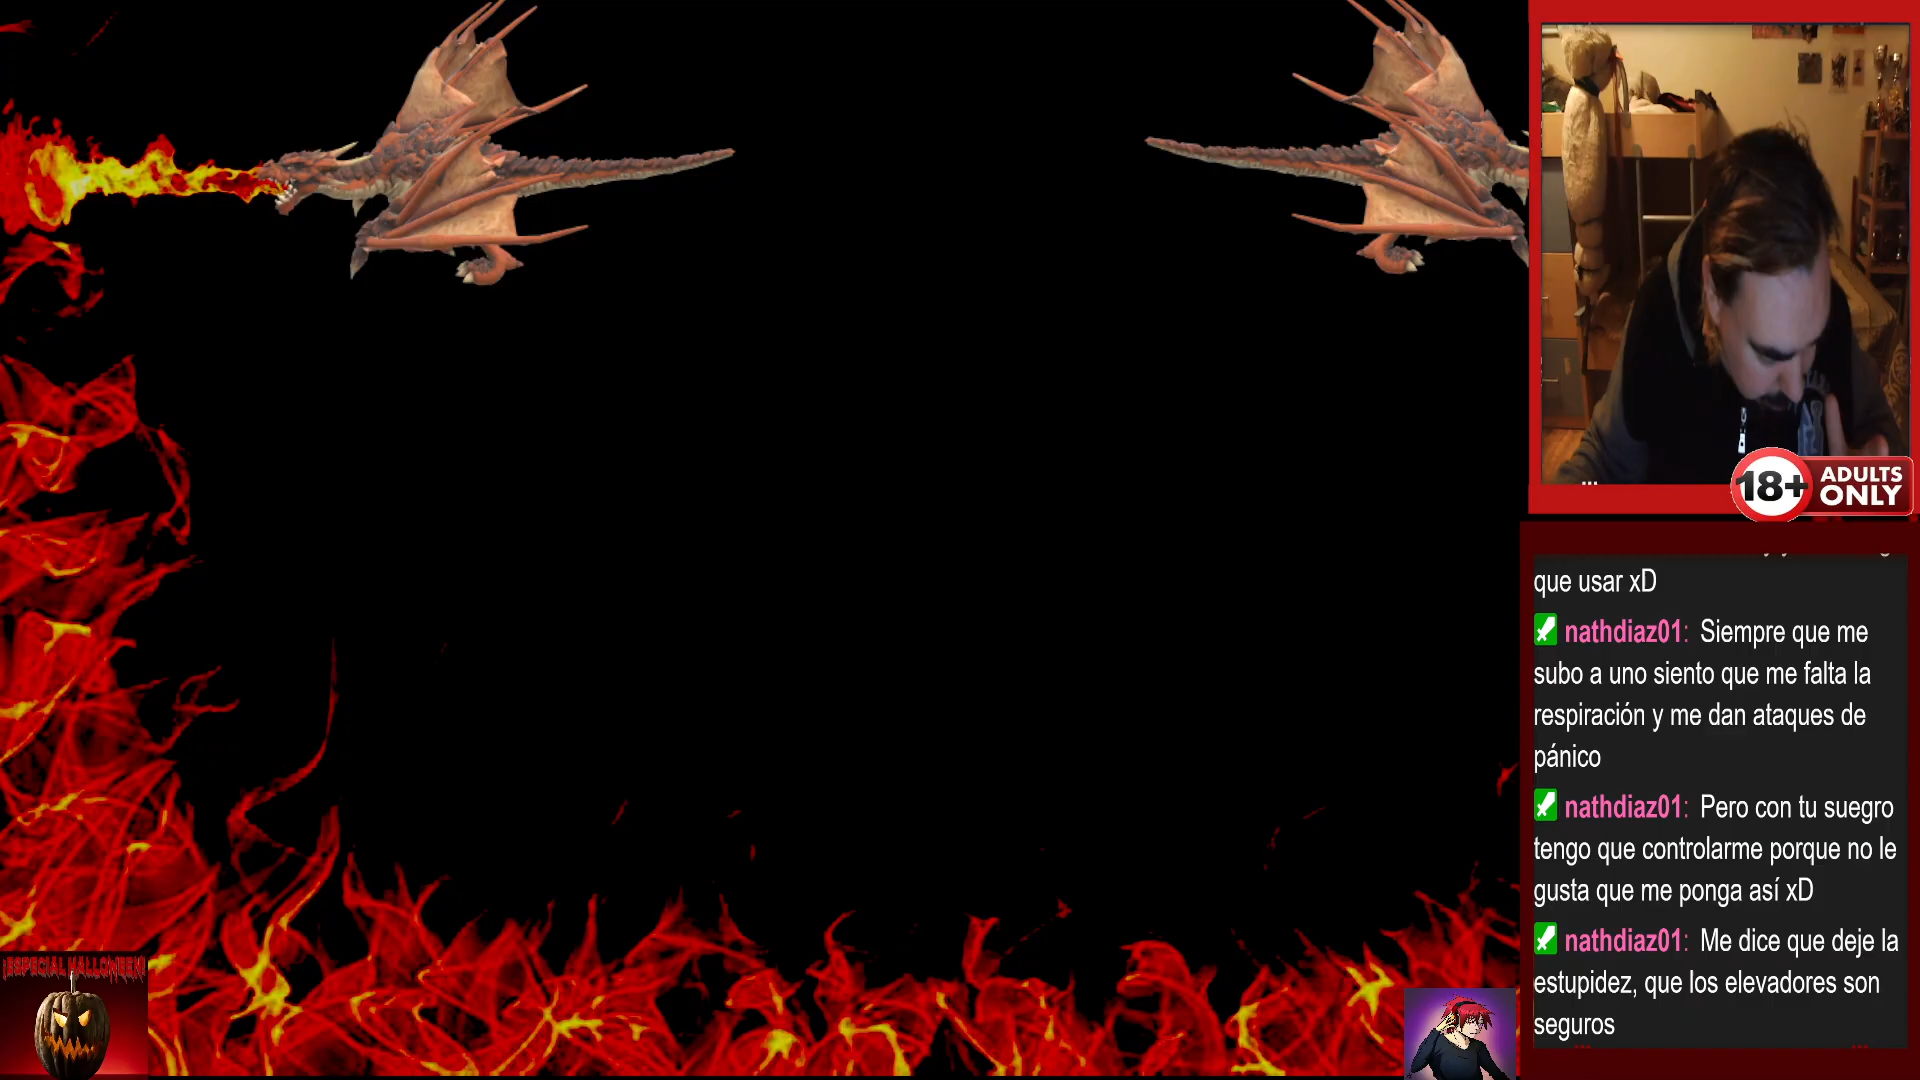 18+ ADULTS
ONLY
que usar xD
nathdiaz01: Siempre que me
subo a uno siento que me falta la
respiración y me dan ataques de
pánico
nathdiaz01: Pero con tu suegro
tengo que controlarme porque no le
gusta que me ponga así xD
nathdiaz01: Me dice que deje la
estupidez, que los elevadores son
seguros
¡ESPECIAL HALLOWEEN!